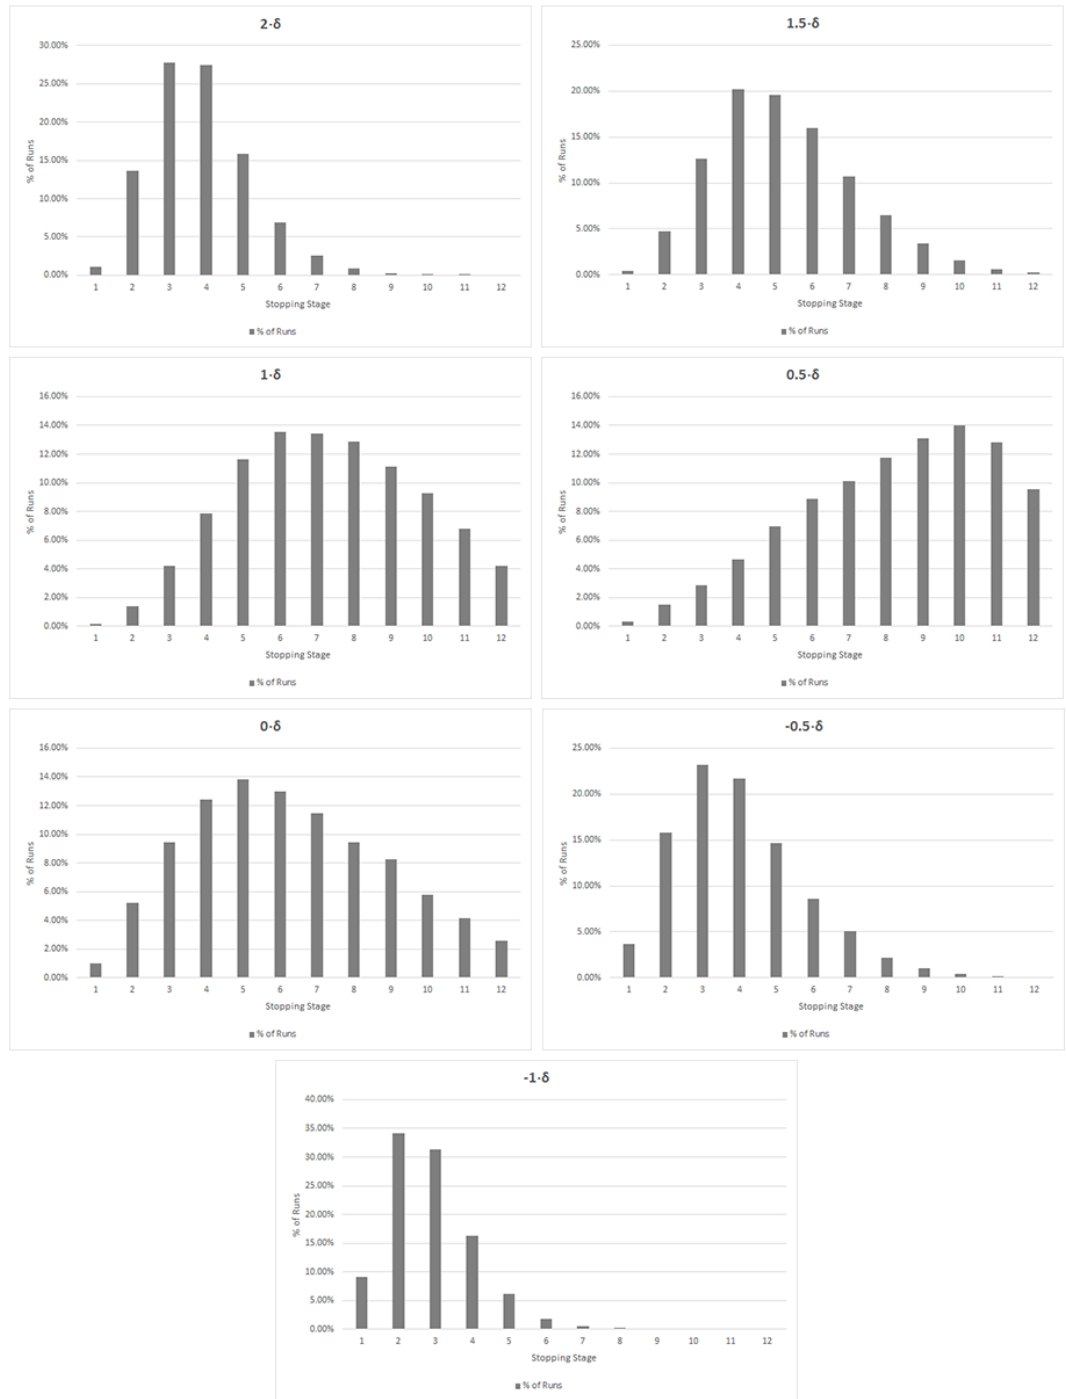 2·δ
30.00%
25.00%
20.00%
15.00%
10.00%
5.00%
0.00%
% of Runs
1 2 3 4 5 6 7 8 9 10 11 12
Stopping Stage
% of Runs
1.5·δ
25.00%
20.00%
15.00%
10.00%
5.00%
0.00%
% of Runs
1 2 3 4 5 6 7 8 9 10 11 12
Stopping Stage
% of Runs
1·δ
16.00%
14.00%
12.00%
10.00%
8.00%
6.00%
4.00%
2.00%
0.00%
% of Runs
1 2 3 4 5 6 7 8 9 10 11 12
Stopping Stage
% of Runs
0.5·δ
16.00%
14.00%
12.00%
10.00%
8.00%
6.00%
4.00%
2.00%
0.00%
% of Runs
1 2 3 4 5 6 7 8 9 10 11 12
Stopping Stage
% of Runs
0·δ
16.00%
14.00%
12.00%
10.00%
8.00%
6.00%
4.00%
2.00%
0.00%
% of Runs
1 2 3 4 5 6 7 8 9 10 11 12
Stopping Stage
% of Runs
-0.5·δ
25.00%
20.00%
15.00%
10.00%
5.00%
0.00%
% of Runs
1 2 3 4 5 6 7 8 9 10 11 12
Stopping Stage
% of Runs
-1·δ
40.00%
35.00%
30.00%
25.00%
20.00%
15.00%
10.00%
5.00%
0.00%
% of Runs
1 2 3 4 5 6 7 8 9 10 11 12
Stopping Stage
% of Runs